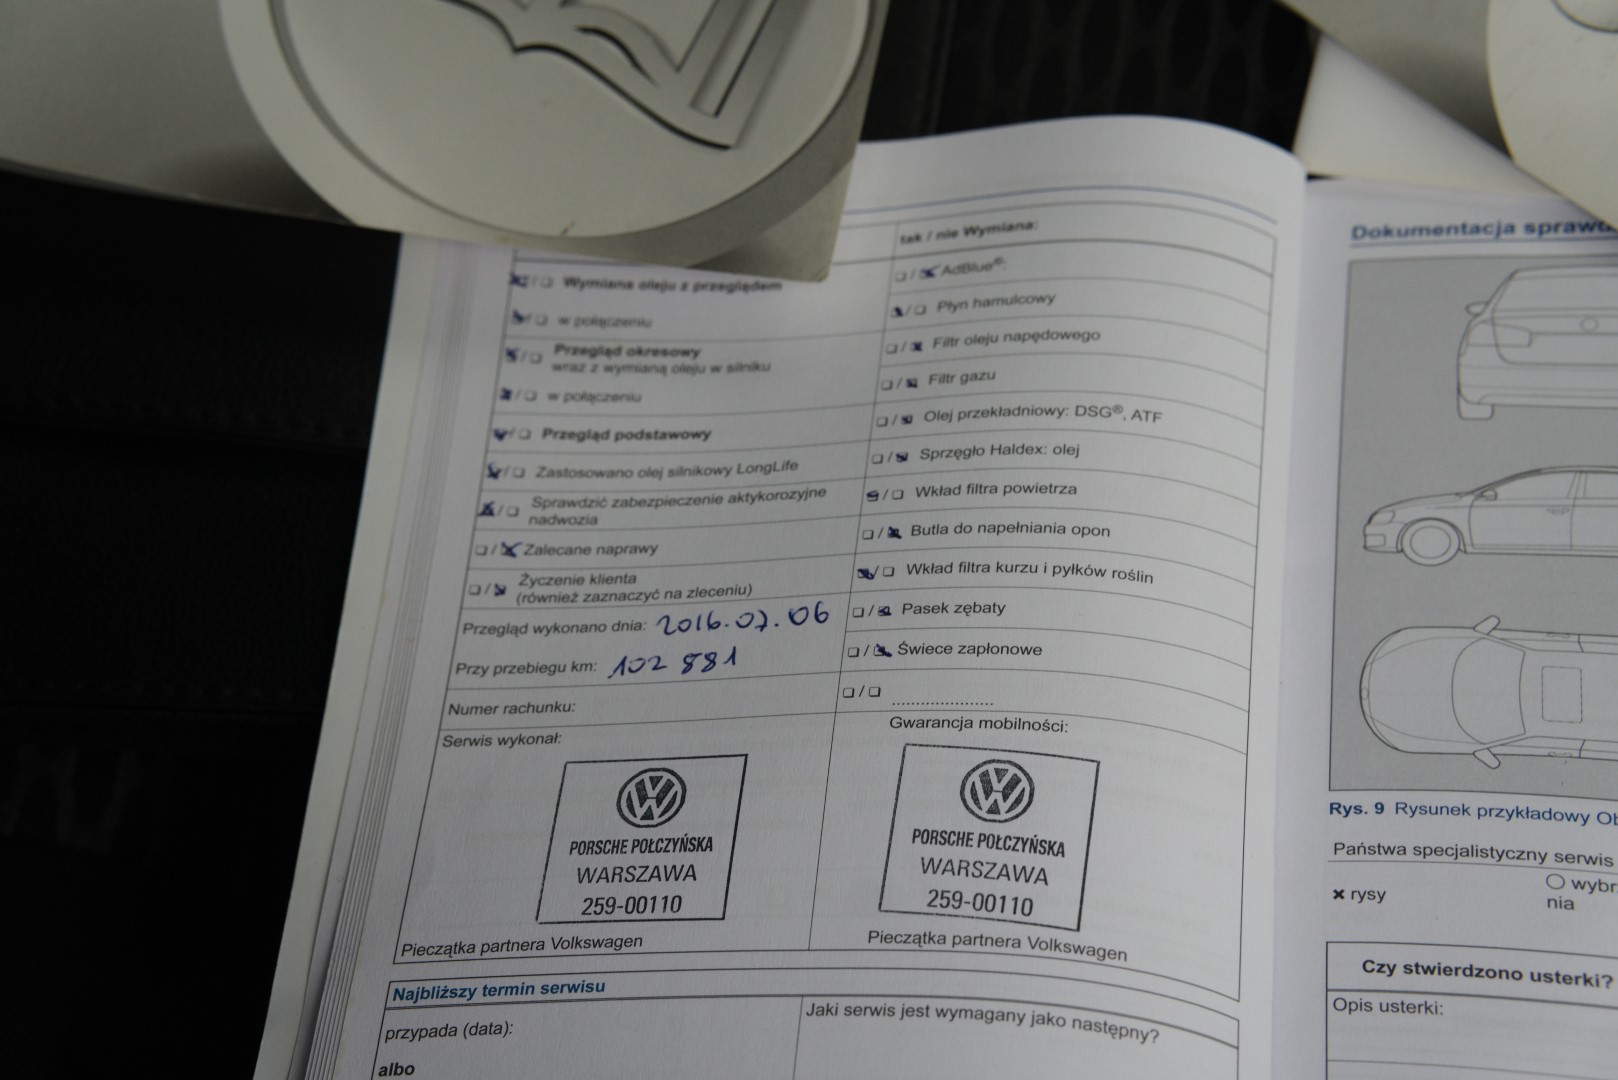 ☒/☐ Wymiana oleju z przeglądem
☒/☐ w połączeniu
☒/☐ Przegląd okresowy
wraz z wymianą oleju w silniku
☒/☐ w połączeniu
☒/☐ Przegląd podstawowy
☒/☐ Zastosowano olej silnikowy LongLife
☒/☐ Sprawdzić zabezpieczenie aktykorozyjne
nadwozia
☐/☒ Zalecane naprawy
☐/☒ Życzenie klienta
(również zaznaczyć na zleceniu)
Przegląd wykonano dnia: 2016.07.06
Przy przebiegu km: 102 881
Numer rachunku:
Serwis wykonał:
PORSCHE POŁCZYŃSKA
WARSZAWA
259-00110
Pieczątka partnera Volkswagen
tak / nie Wymiana:
☐/☒ AdBlue®:
☒/☐ Płyn hamulcowy
☐/☒ Filtr oleju napędowego
☐/☒ Filtr gazu
☐/☒ Olej przekładniowy: DSG®, ATF
☐/☒ Sprzęgło Haldex: olej
☒/☐ Wkład filtra powietrza
☐/☒ Butla do napełniania opon
☒/☐ Wkład filtra kurzu i pyłków roślin
☐/☒ Pasek zębaty
☐/☒ Świece zapłonowe
☐/☐ ......................
Gwarancja mobilności:
PORSCHE POŁCZYŃSKA
WARSZAWA
259-00110
Pieczątka partnera Volkswagen
Najbliższy termin serwisu
przypada (data):
albo
Jaki serwis jest wymagany jako następny?
Dokumentacja
Rys. 9 Rysunek przykładowy
Państwa specjalistyczny serwis
✖ rysy
nia
Czy stwierdzono usterki?
Opis usterki: